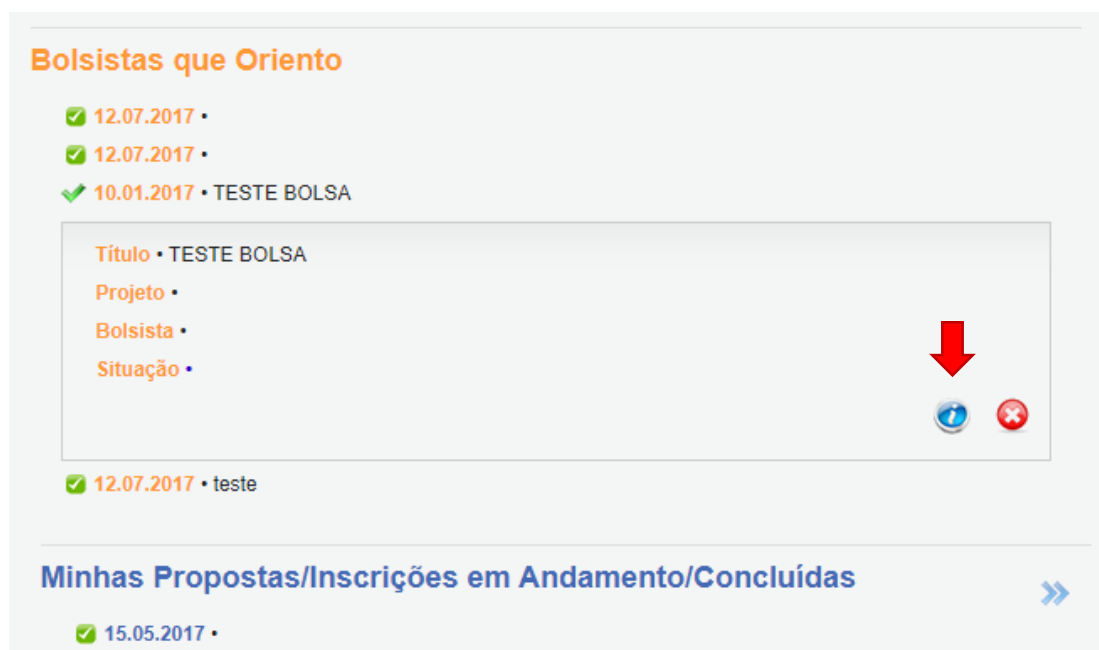 Bolsistas que Oriento
12.07.2017 •
12.07.2017 •
10.01.2017 • TESTE BOLSA
Título • TESTE BOLSA
Projeto •
Bolsista •
Situação •
12.07.2017 • teste
Minhas Propostas/Inscrições em Andamento/Concluídas
15.05.2017 •